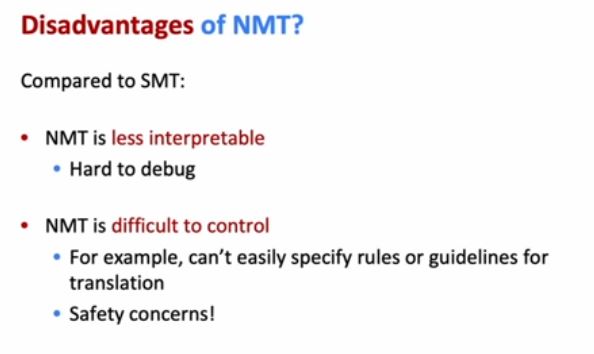 Disadvantages of NMT?
Compared to SMT:
• NMT is less interpretable
• Hard to debug
• NMT is difficult to control
• For example, can't easily specify rules or guidelines for
translation
• Safety concerns!